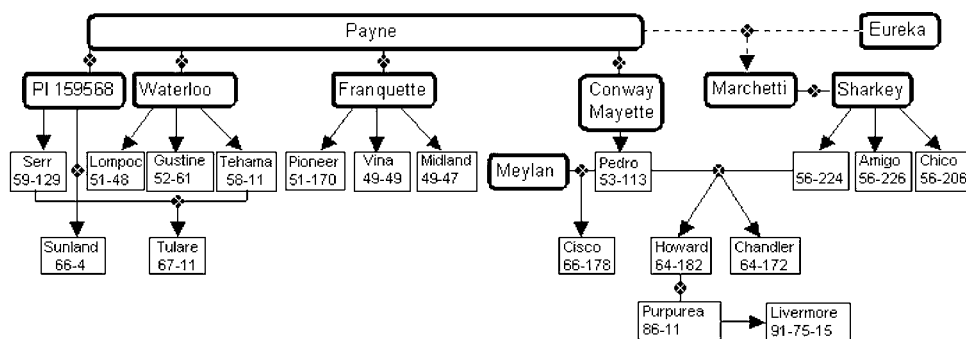 Payne
Eureka
PI 159568
Waterloo
Franquette
Conway
Mayette
Marchetti
Sharkey
Serr
59-129
Lompoc
51-48
Gustine
52-61
Tehama
58-11
Pioneer
51-170
Vina
49-49
Midland
49-47
Meylan
Pedro
53-113
56-224
Amigo
56-226
Chico
56-206
Sunland
66-4
Tulare
67-11
Cisco
66-178
Howard
64-182
Chandler
64-172
Purpurea
86-11
Livermore
91-75-15